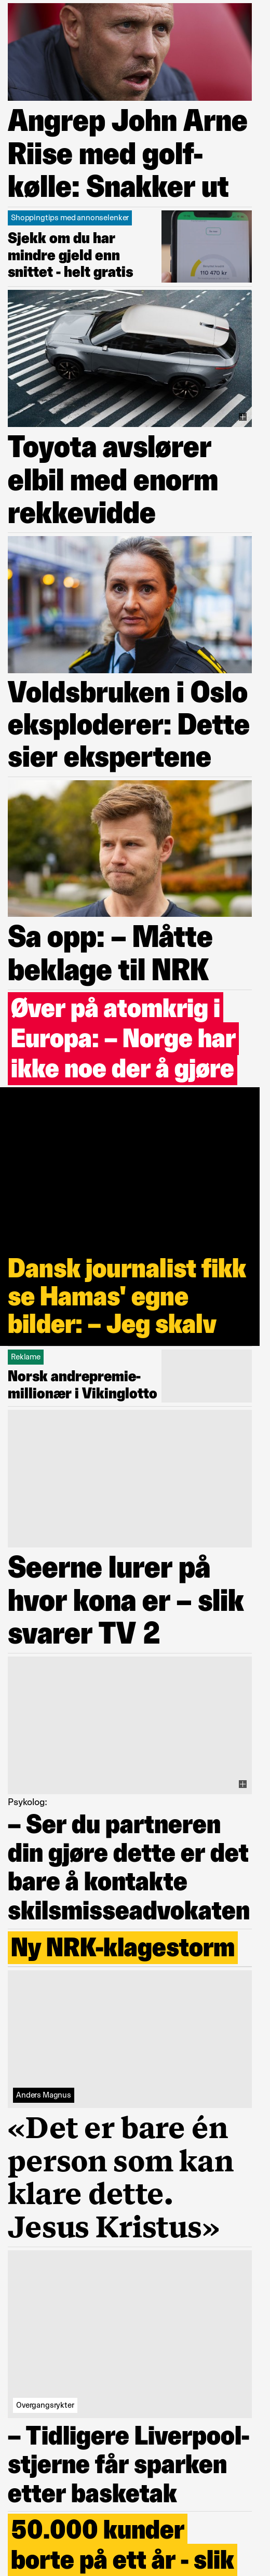 Angrep John Arne
Riise med golf-
kølle: Snakker ut
Shoppingtips med annonselenker
Sjekk om du har
mindre gjeld enn
snittet - helt gratis
110 470 kr
Toyota avslører
elbil med enorm
rekkevidde
Voldsbruken i Oslo
eksploderer: Dette
sier ekspertene
Sa opp: – Måtte
beklage til NRK
Øver på atomkrig i
Europa: – Norge har
ikke noe der å gjøre
Dansk journalist fikk
se Hamas' egne
bilder: – Jeg skalv
Reklame
Norsk andrepremie-
millionær i Vikinglotto
Seerne lurer på
hvor kona er – slik
svarer TV 2
Psykolog:
– Ser du partneren
din gjøre dette er det
bare å kontakte
skilsmisseadvokaten
Ny NRK-klagestorm
Anders Magnus
«Det er bare én
person som kan
klare dette.
Jesus Kristus»
Overgangsrykter
– Tidligere Liverpool-
stjerne får sparken
etter basketak
50.000 kunder
borte på ett år - slik